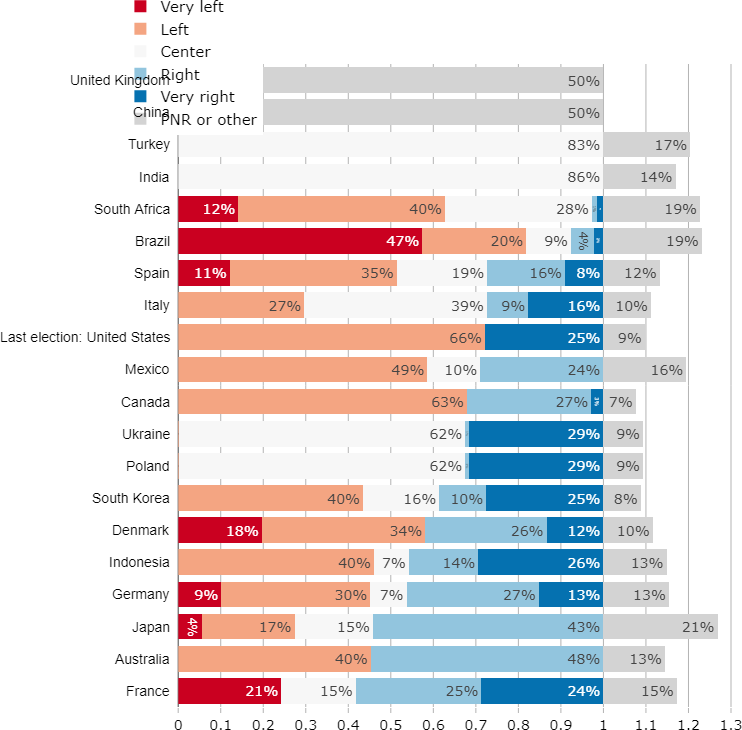 Very left
Left
Center
Right
Very right
PNR or other
United Kingdom 50%
China 50%
Turkey 83% 17%
India 86% 14%
South Africa 12% 40% 28% 19%
Brazil 47% 20% 9% 4% 19%
Spain 11% 35% 19% 16% 8% 12%
Italy 27% 39% 9% 16% 10%
Last election: United States 66% 25% 9%
Mexico 49% 10% 24% 16%
Canada 63% 27% 3% 7%
Ukraine 62% 29% 9%
Poland 62% 29% 9%
South Korea 40% 16% 10% 25% 8%
Denmark 18% 34% 26% 12% 10%
Indonesia 40% 7% 14% 26% 13%
Germany 9% 30% 7% 27% 13% 13%
Japan 4% 17% 15% 43% 21%
Australia 40% 48% 13%
France 21% 15% 25% 24% 15%
0 0.1 0.2 0.3 0.4 0.5 0.6 0.7 0.8 0.9 1 1.1 1.2 1.3